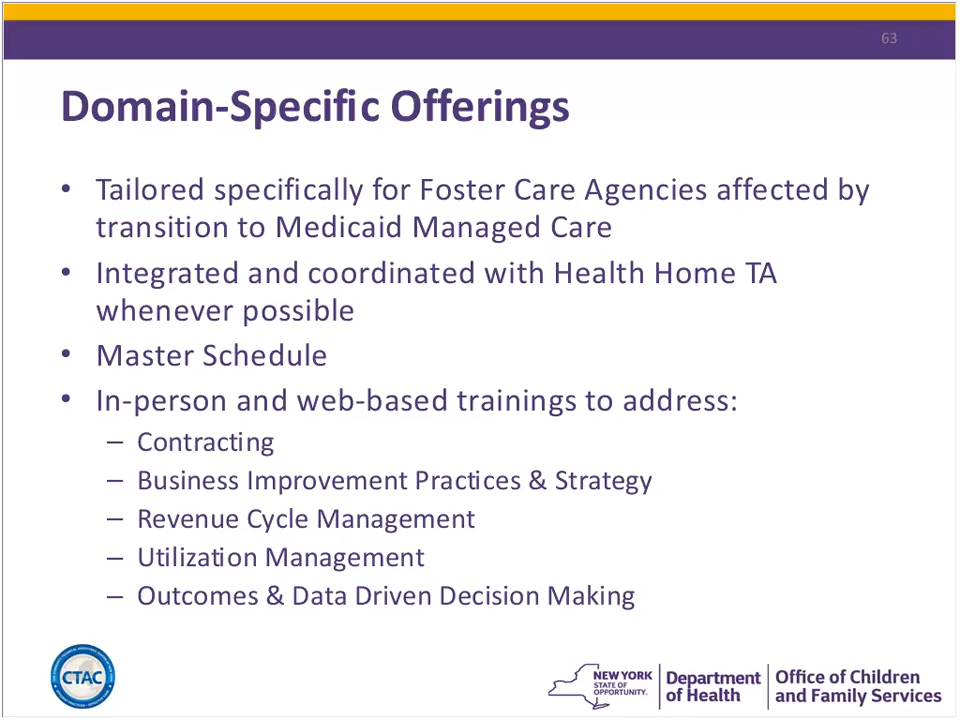 63
Domain-Specific Offerings
• Tailored specifically for Foster Care Agencies affected by
transition to Medicaid Managed Care
• Integrated and coordinated with Health Home TA
whenever possible
• Master Schedule
• In-person and web-based trainings to address:
– Contracting
– Business Improvement Practices & Strategy
– Revenue Cycle Management
– Utilization Management
– Outcomes & Data Driven Decision Making
CTAC
NEW YORK
STATE OF
OPPORTUNITY.
Department
of Health
Office of Children
and Family Services